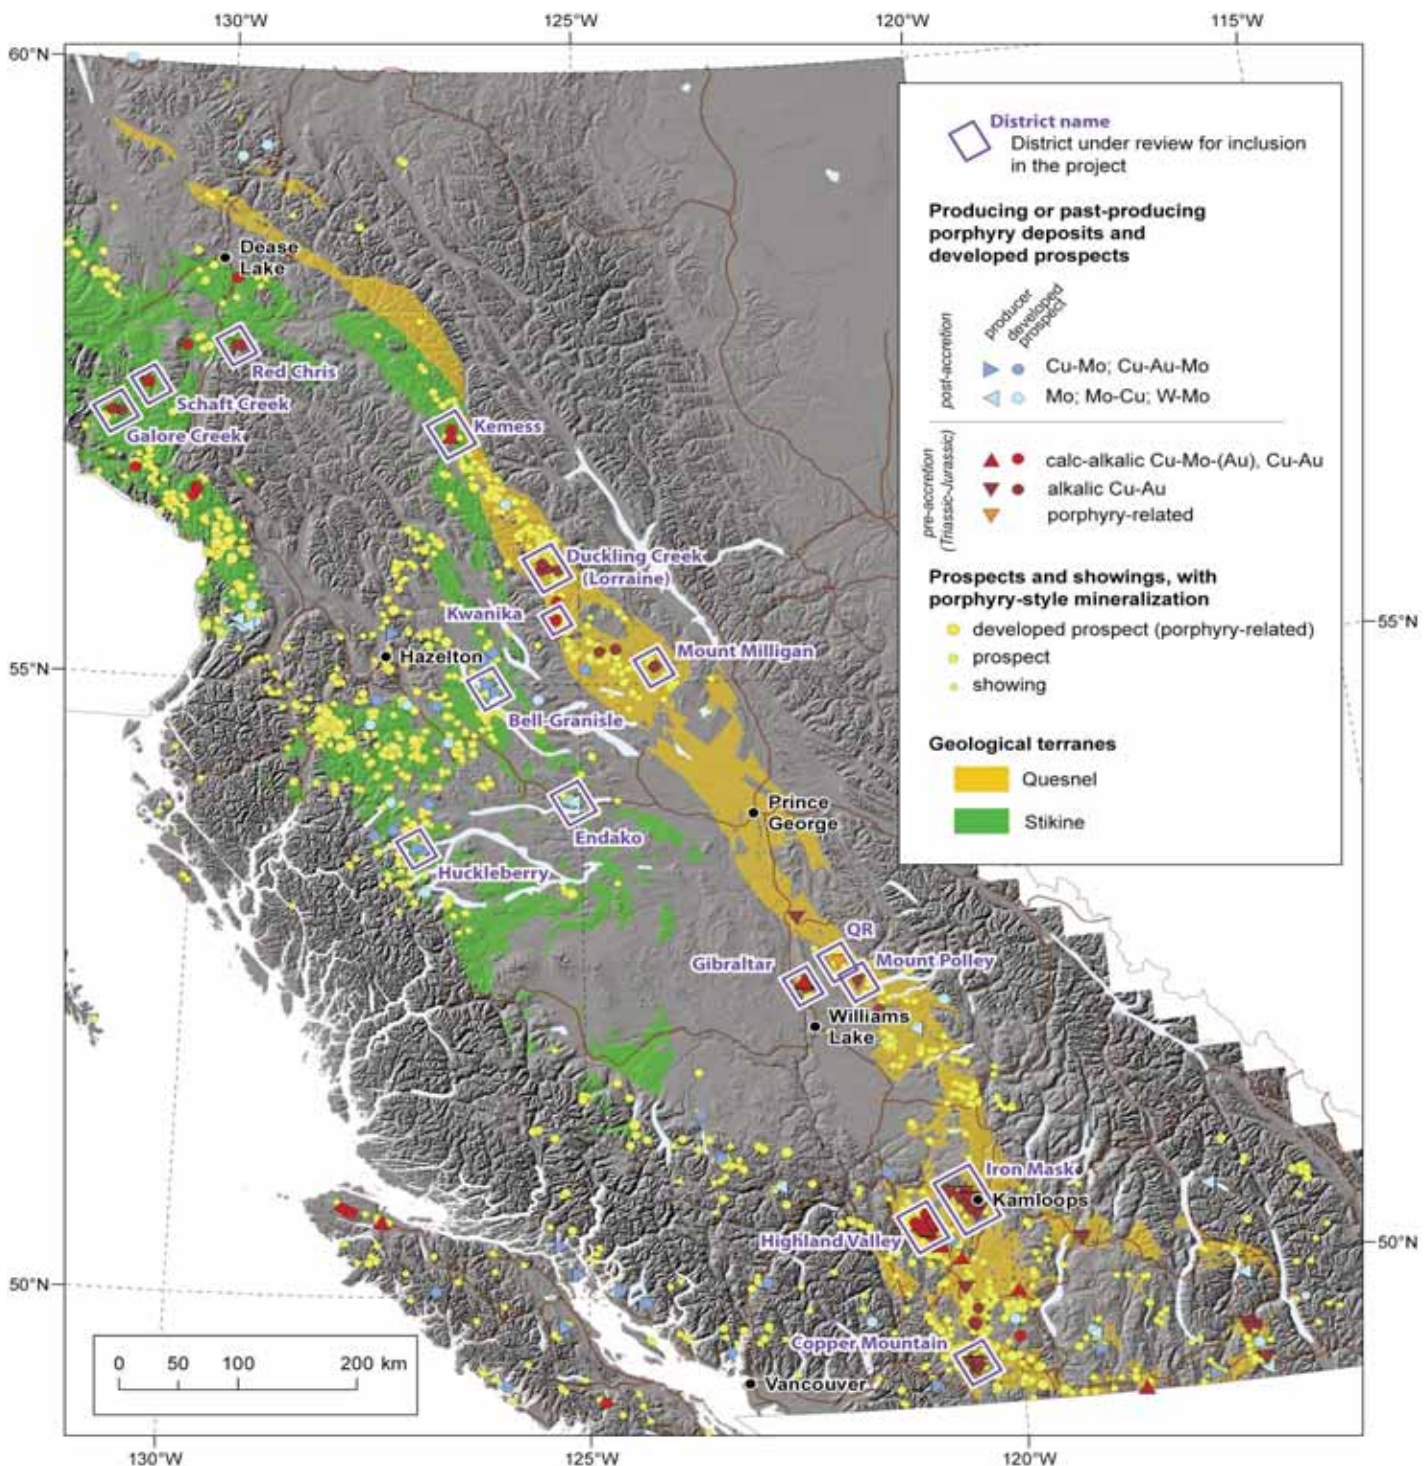 130°W
125°W
120°W
115°W
60°N
District name
District under review for inclusion
in the project
Producing or past-producing
porphyry deposits and
developed prospects
producer
developed
prospect
post-accretion
Cu-Mo; Cu-Au-Mo
Mo; Mo-Cu; W-Mo
pre-accretion
(Triassic-Jurassic)
calc-alkalic Cu-Mo-(Au), Cu-Au
alkalic Cu-Au
porphyry-related
Prospects and showings, with
porphyry-style mineralization
developed prospect (porphyry-related)
prospect
showing
Geological terranes
Quesnel
Stikine
Dease
Lake
Red Chris
Schaft Creek
Galore Creek
Kemess
Duckling Creek
(Lorraine)
Kwanika
55°N
55°N
Hazelton
Mount Milligan
Bell-Granisle
Prince
George
Endako
Huckleberry
QR
Gibraltar
Mount Polley
Williams
Lake
Iron Mask
Kamloops
Highland Valley
50°N
50°N
Copper Mountain
Vancouver
0 50 100 200 km
130°W
125°W
120°W